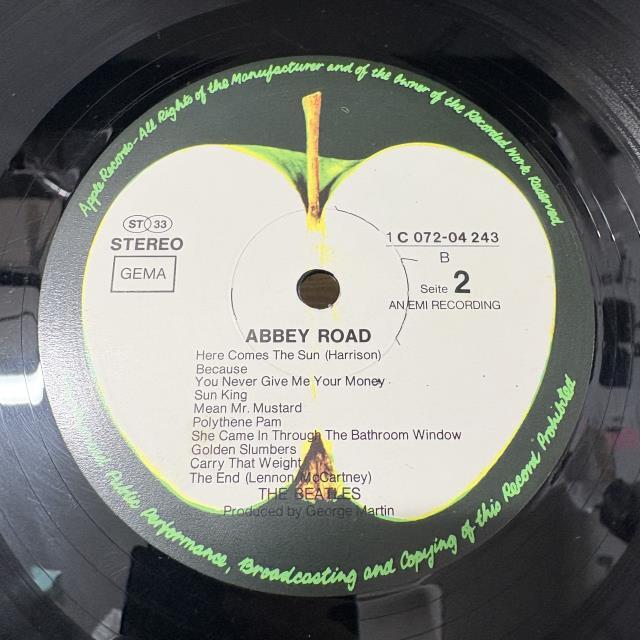 Apple Records-All Rights of the Manufacturer and of the Owner of the Recorded Work Reserved
ST 33
STEREO
GEMA
1 C 072-04 243
B
Seite 2
AN EMI RECORDING
ABBEY ROAD
Here Comes The Sun (Harrison)
Because
You Never Give Me Your Money
Sun King
Mean Mr. Mustard
Polythene Pam
She Came In Through The Bathroom Window
Golden Slumbers
Carry That Weight
The End (Lennon/McCartney)
THE BEATLES
Produced by George Martin
Public Performance, Broadcasting and Copying of this Record Prohibited